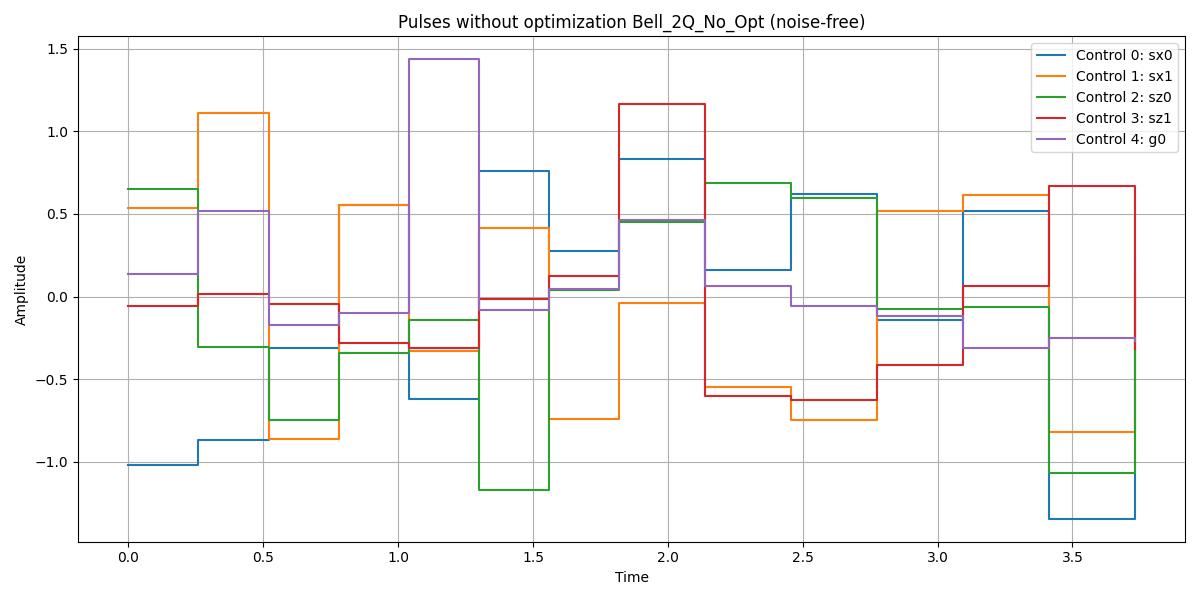 Pulses without optimization Bell_2Q_No_Opt (noise-free)
1.5
1.0
0.5
0.0
−0.5
−1.0
Amplitude
Control 0: sx0
Control 1: sx1
Control 2: sz0
Control 3: sz1
Control 4: g0
0.0 0.5 1.0 1.5 2.0 2.5 3.0 3.5
Time